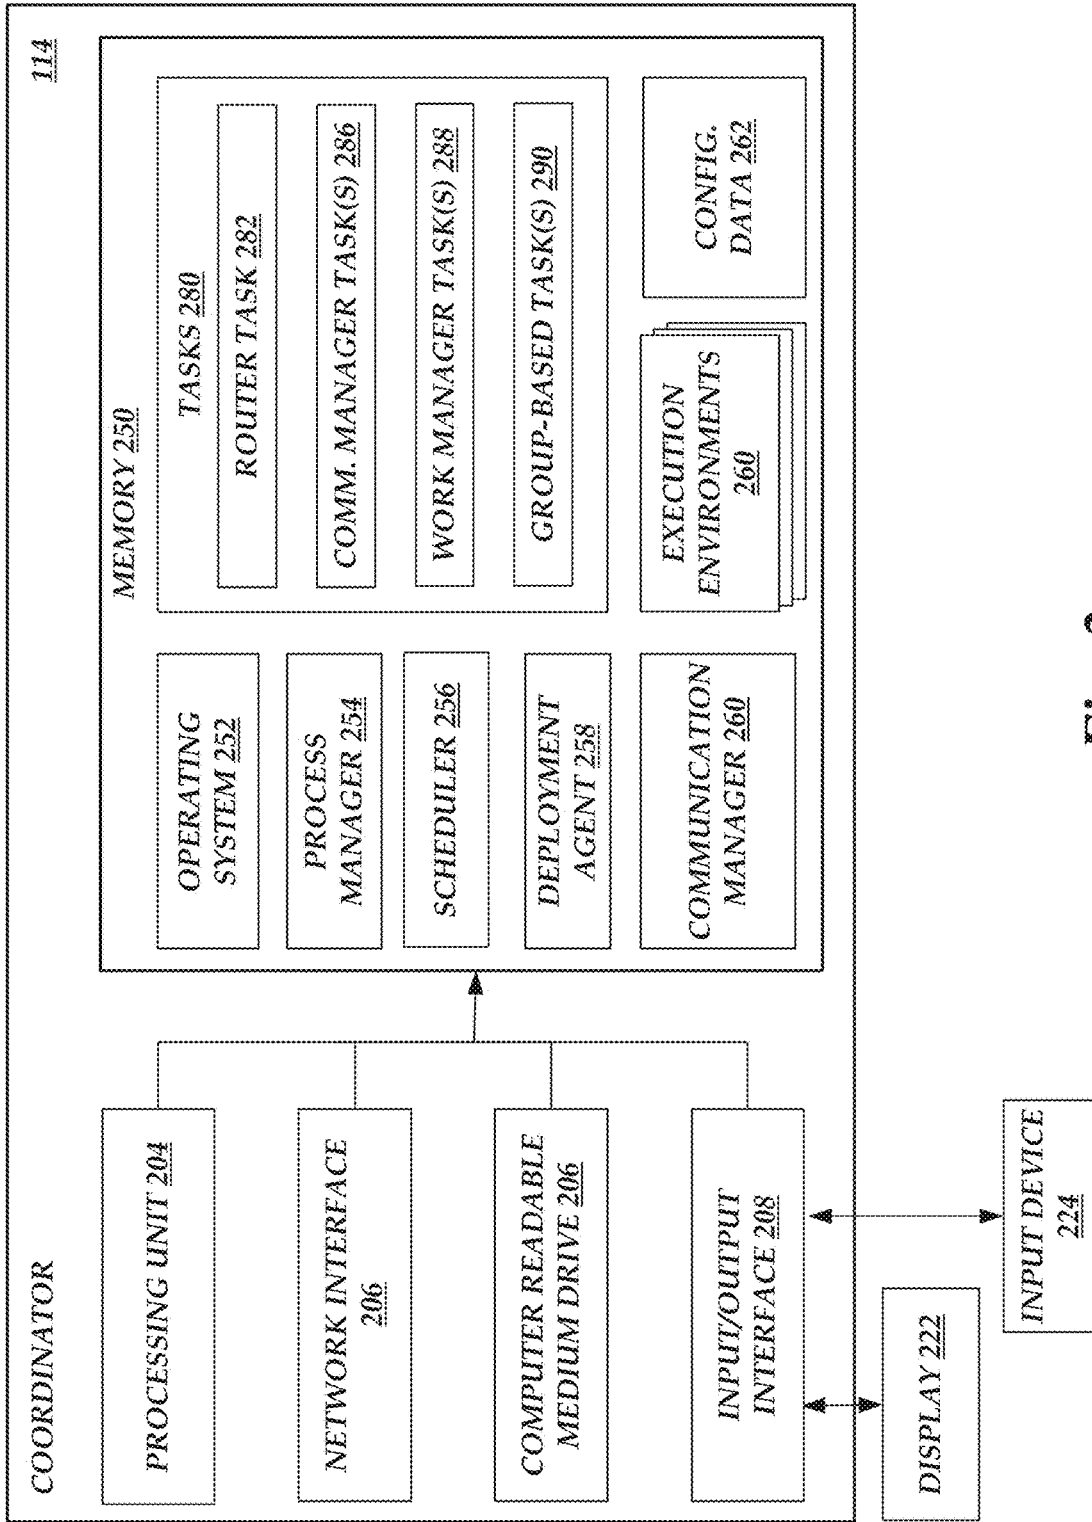 COORDINATOR
114
PROCESSING UNIT 204
NETWORK INTERFACE
206
COMPUTER READABLE
MEDIUM DRIVE 206
INPUT/OUTPUT
INTERFACE 208
DISPLAY 222
INPUT DEVICE
224
MEMORY 250
OPERATING
SYSTEM 252
PROCESS
MANAGER 254
SCHEDULER 256
DEPLOYMENT
AGENT 258
COMMUNICATION
MANAGER 260
TASKS 280
ROUTER TASK 282
COMM. MANAGER TASK(S) 286
WORK MANAGER TASK(S) 288
GROUP-BASED TASK(S) 290
EXECUTION
ENVIRONMENTS
260
CONFIG.
DATA 262